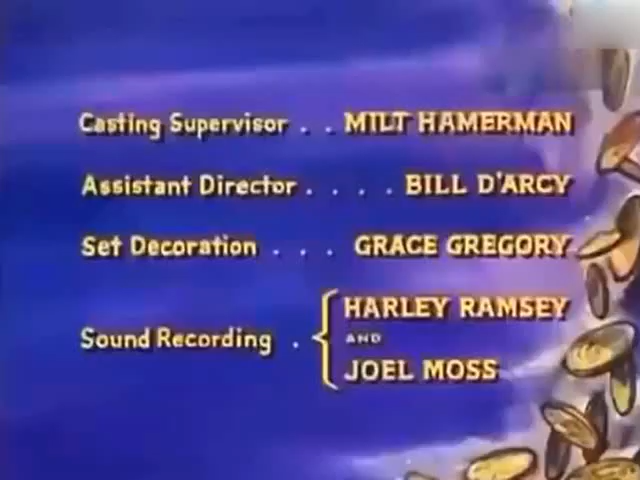 Casting Supervisor . . MILT HAMERMAN
Assistant Director . . . . BILL D'ARCY
Set Decoration . . . GRACE GREGORY
HARLEY RAMSEY
Sound Recording . AND
JOEL MOSS